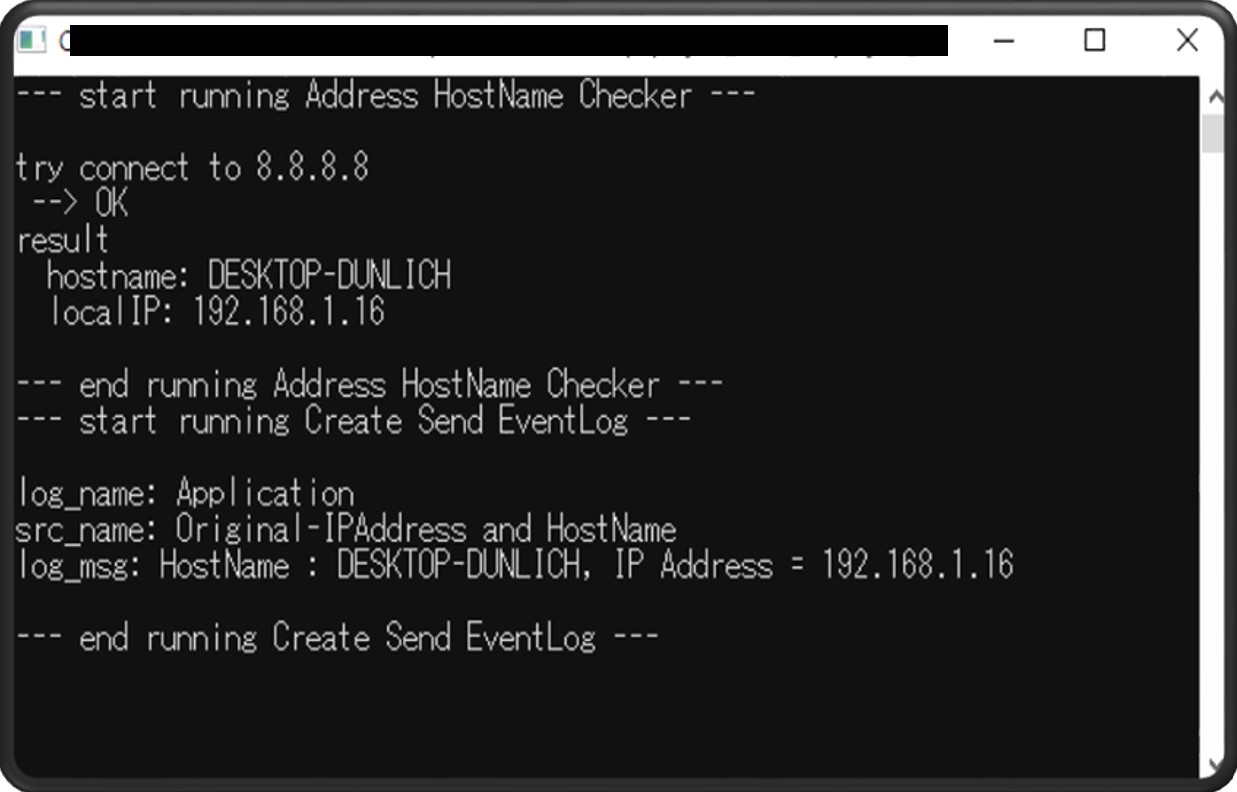 --- start running Address HostName Checker ---
try connect to 8.8.8.8
--> OK
result
hostname: DESKTOP-DUNLICH
localIP: 192.168.1.16
--- end running Address HostName Checker ---
--- start running Create Send EventLog ---
log_name: Application
src_name: Original-IPAddress and HostName
log_msg: HostName : DESKTOP-DUNLICH, IP Address = 192.168.1.16
--- end running Create Send EventLog ---